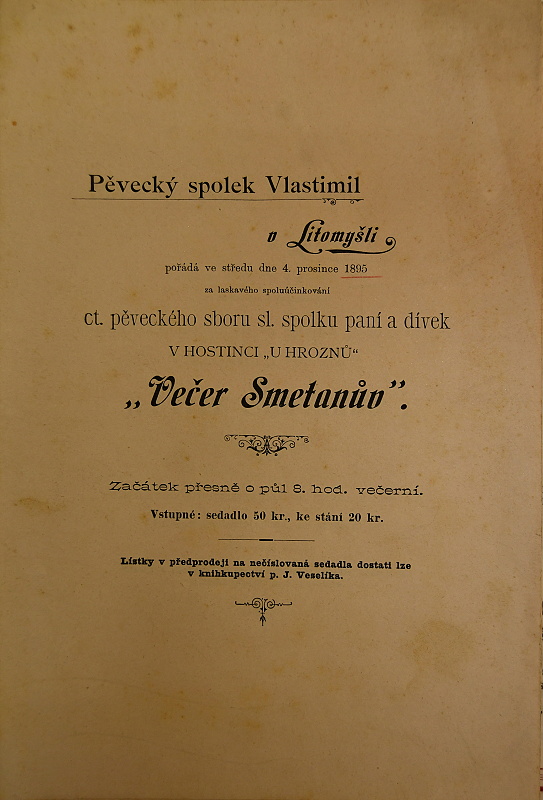 Pěvecký spolek Vlastimil
v Litomyšli
pořádá ve středu dne 4. prosince 1895
za laskavého spoluúčinkování
ct. pěveckého sboru sl. spolku paní a dívek
V HOSTINCI „U HROZNŮ“
„Večer Smetanův“.
Začátek přesně o půl 8. hod. večerní.
Vstupné: sedadlo 50 kr., ke stání 20 kr.
Lístky v předprodeji na nečíslovaná sedadla dostati lze
v knihkupectví p. J. Veselíka.